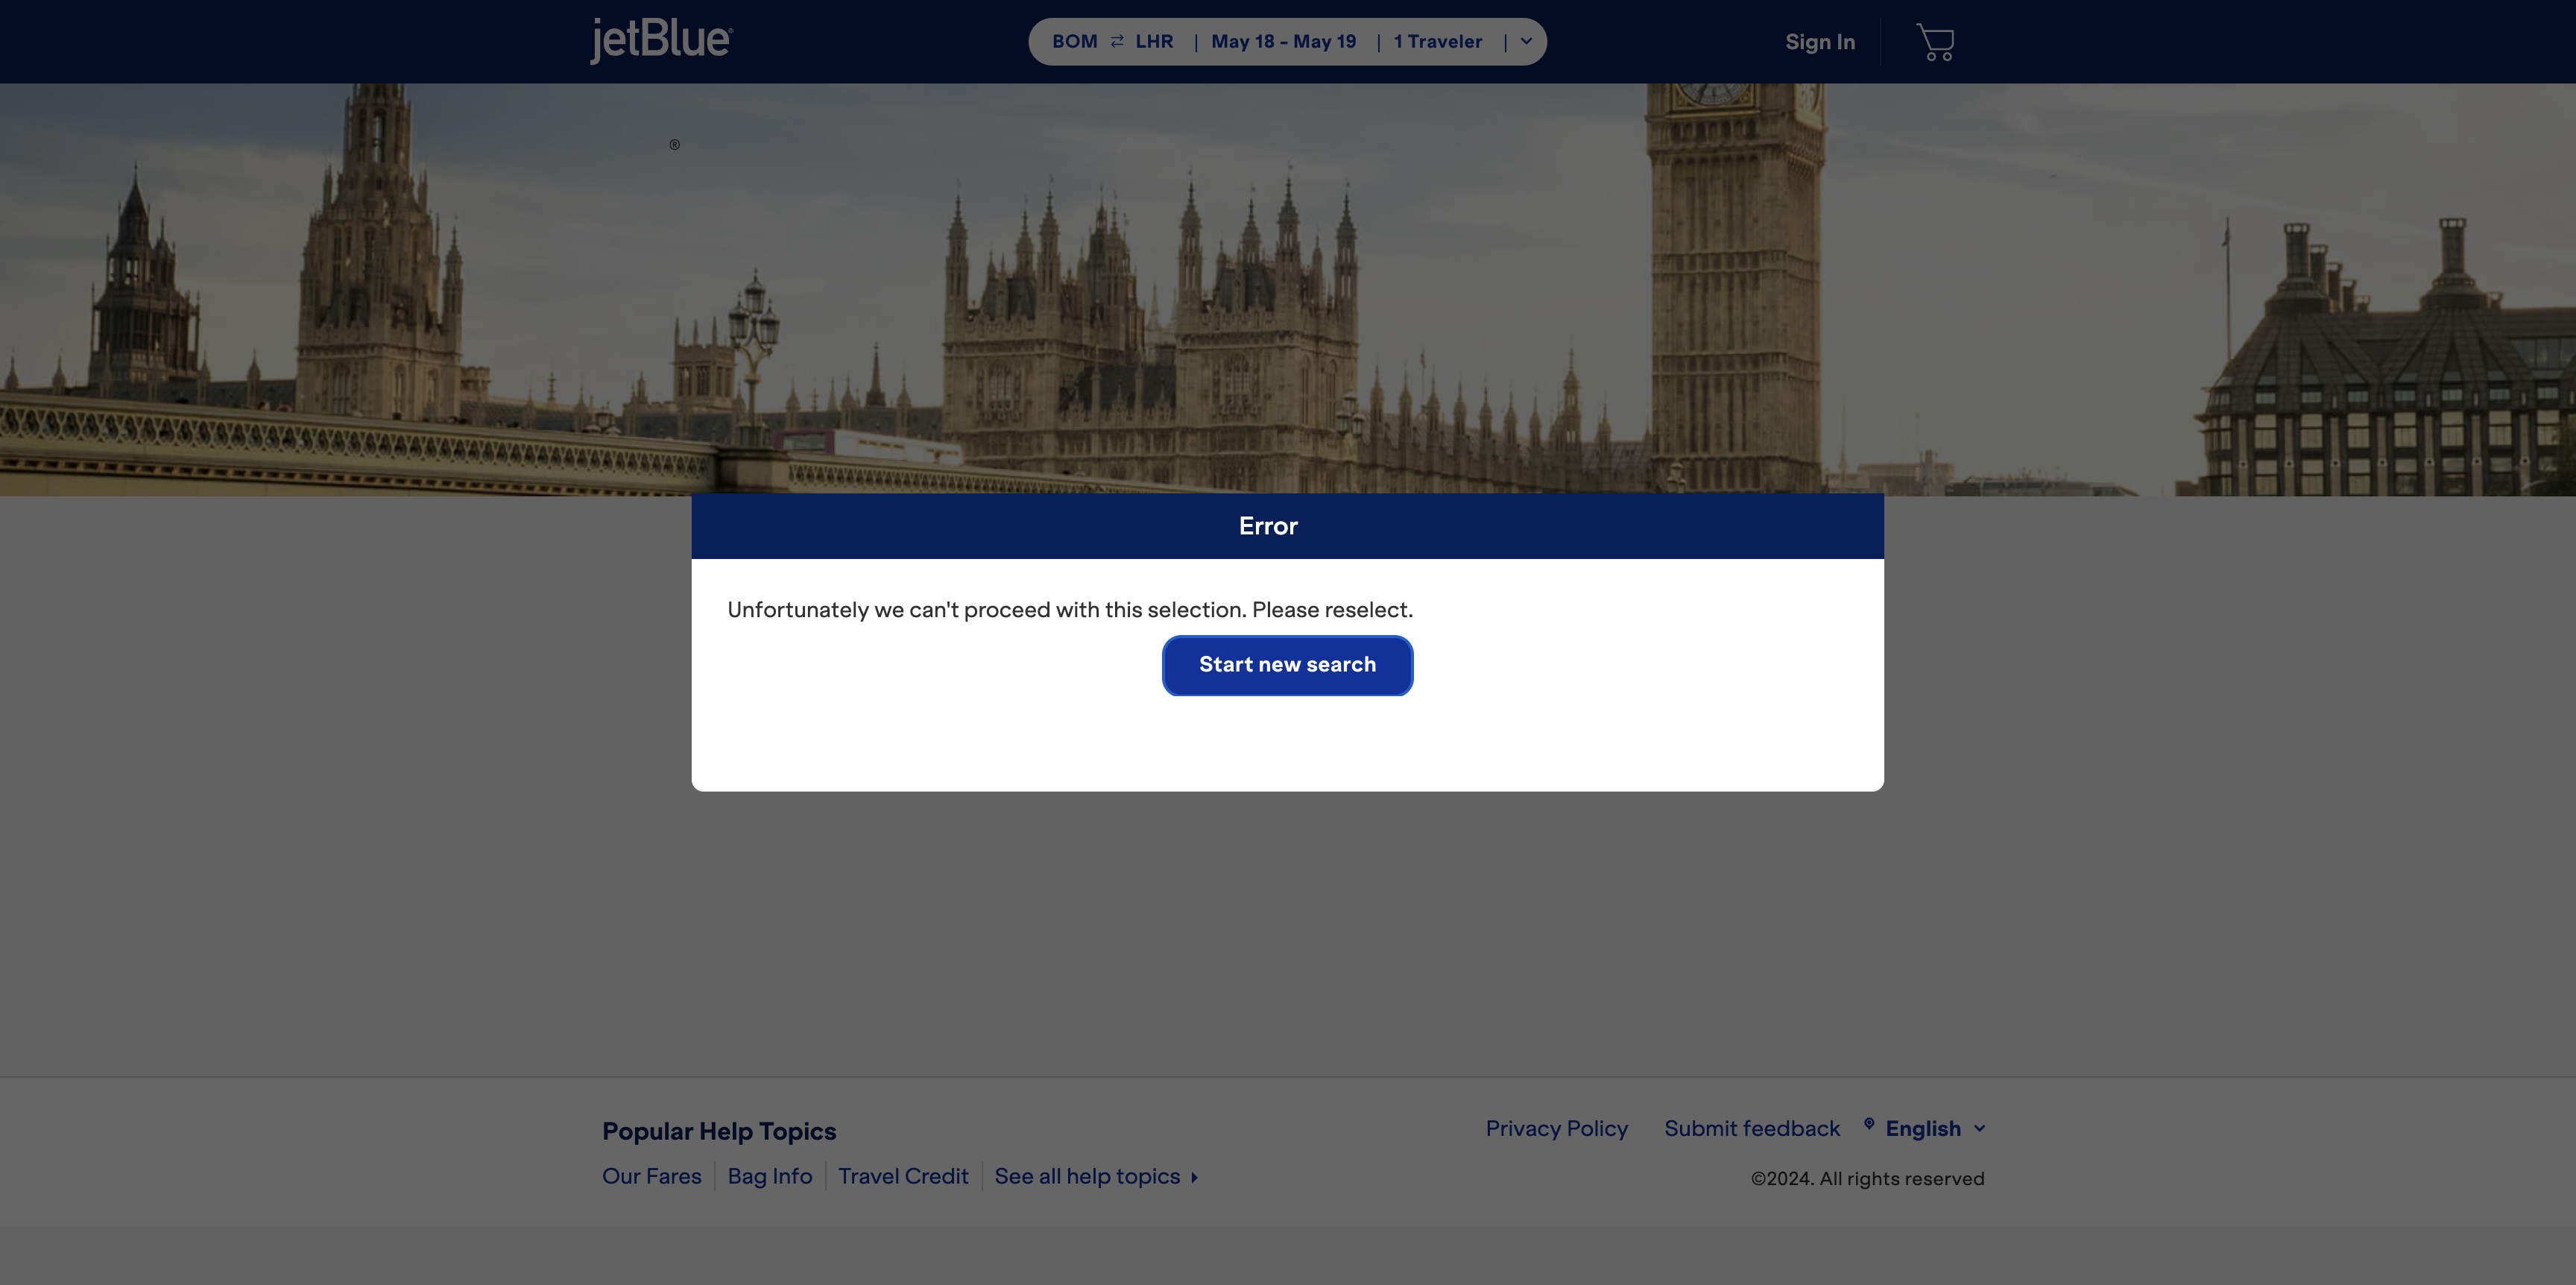 jetBlue®
BOM ⇄ LHR | May 18 - May 19 | 1 Traveler |
Sign In
®
Error
Unfortunately we can't proceed with this selection. Please reselect.
Start new search
Popular Help Topics
Our Fares
Bag Info
Travel Credit
See all help topics
Privacy Policy
Submit feedback
English
©2024. All rights reserved